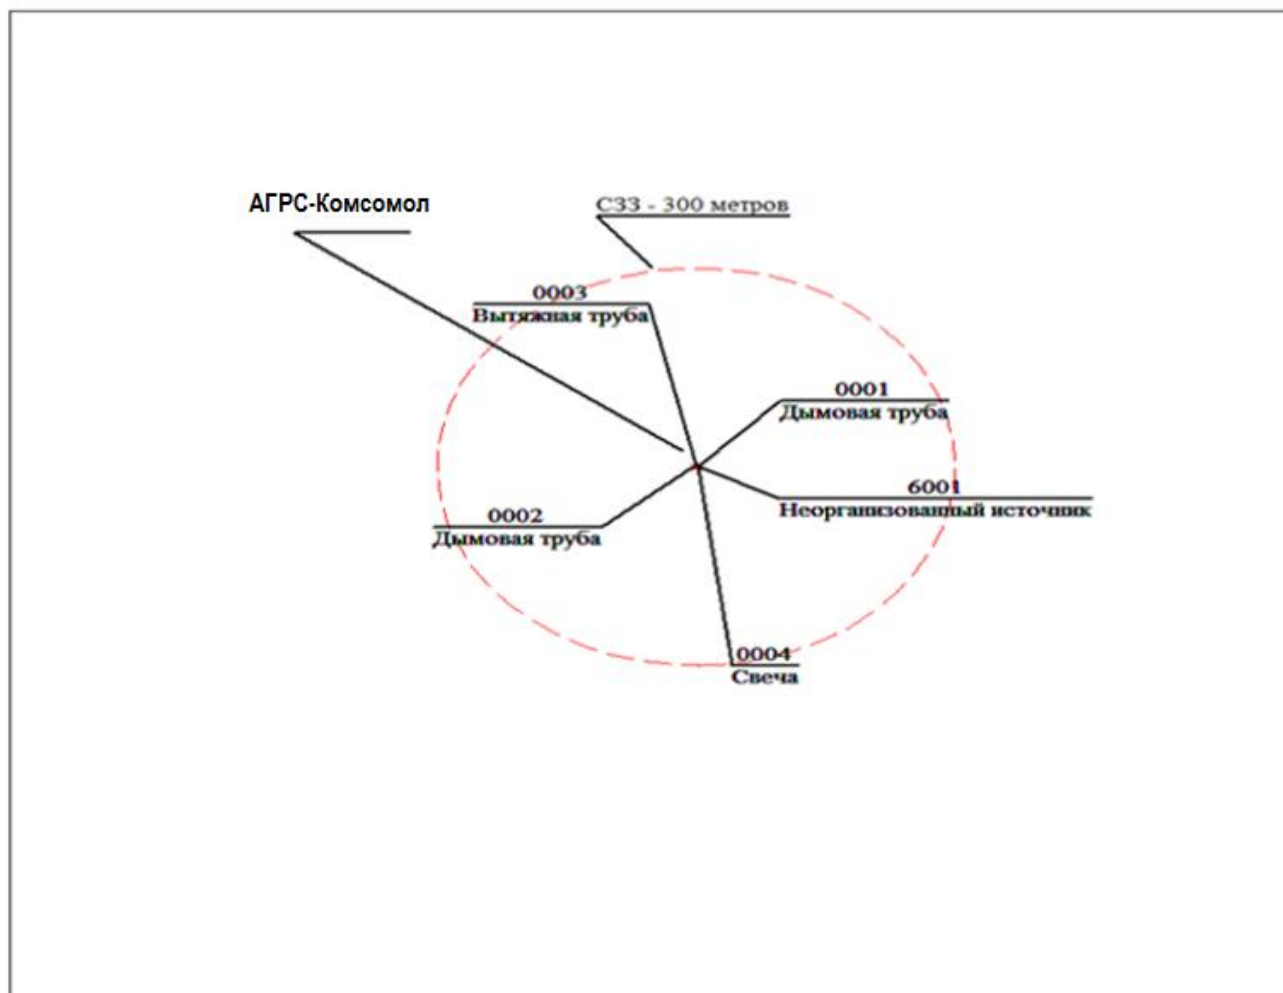 АГРС-Комсомол
СЗЗ - 300 метров
0003
Вытяжная труба
0001
Дымовая труба
6001
Неорганизованный источник
0002
Дымовая труба
0004
Свеча